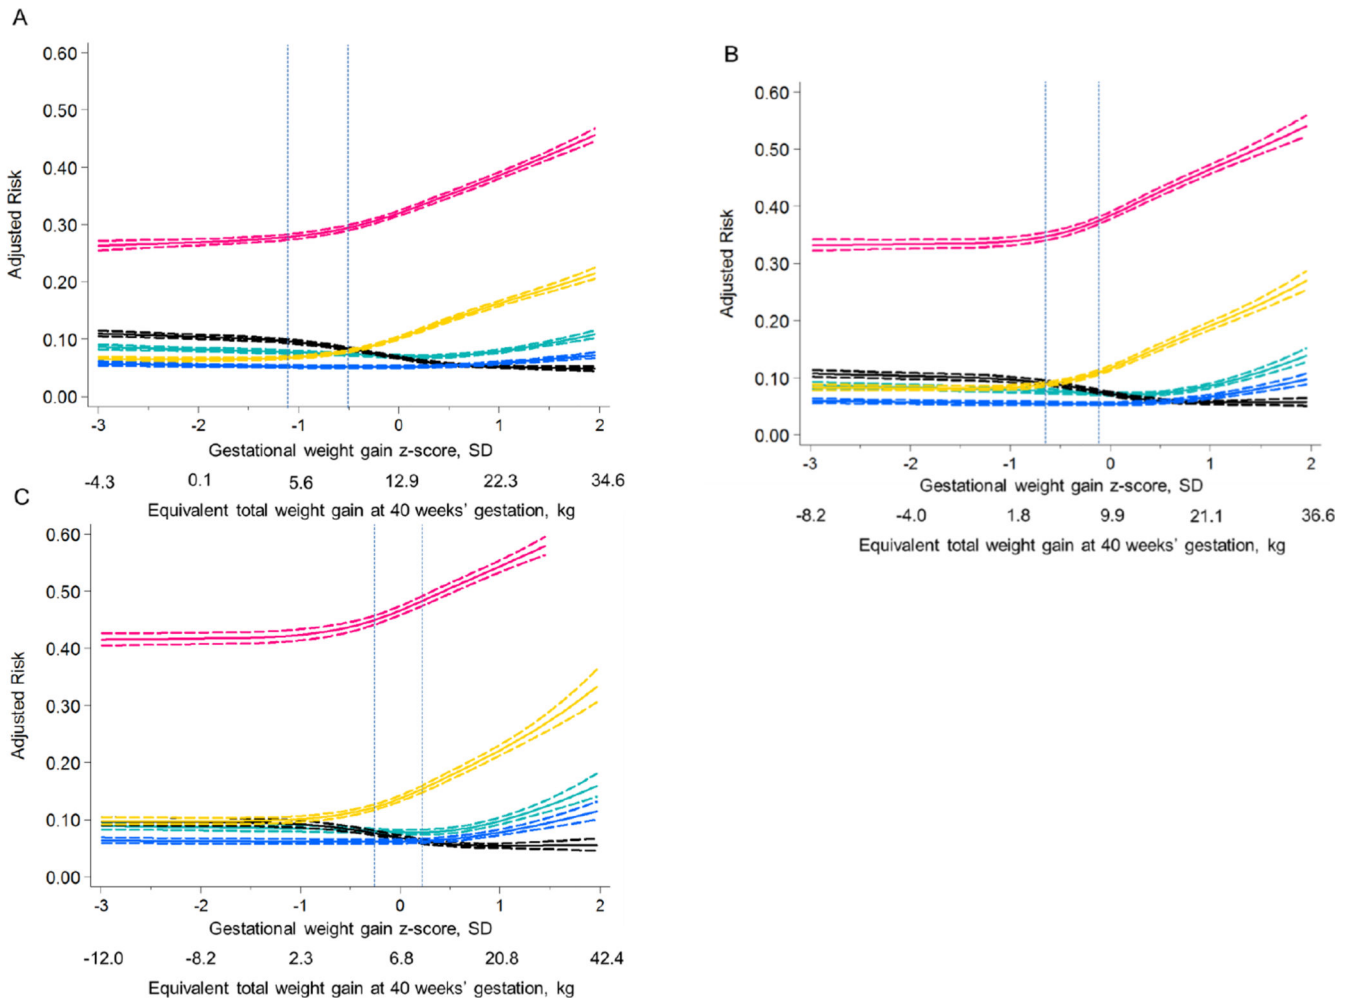 A
0.60
0.50
0.40
0.30
0.20
0.10
0.00
Adjusted Risk
-3 -2 -1 0 1 2
Gestational weight gain z-score, SD
-4.3 0.1 5.6 12.9 22.3 34.6
Equivalent total weight gain at 40 weeks' gestation, kg
B
0.60
0.50
0.40
0.30
0.20
0.10
0.00
Adjusted Risk
-3 -2 -1 0 1 2
Gestational weight gain z-score, SD
-8.2 -4.0 1.8 9.9 21.1 36.6
Equivalent total weight gain at 40 weeks' gestation, kg
C
0.60
0.50
0.40
0.30
0.20
0.10
0.00
Adjusted Risk
-3 -2 -1 0 1 2
Gestational weight gain z-score, SD
-12.0 -8.2 2.3 6.8 20.8 42.4
Equivalent total weight gain at 40 weeks' gestation, kg